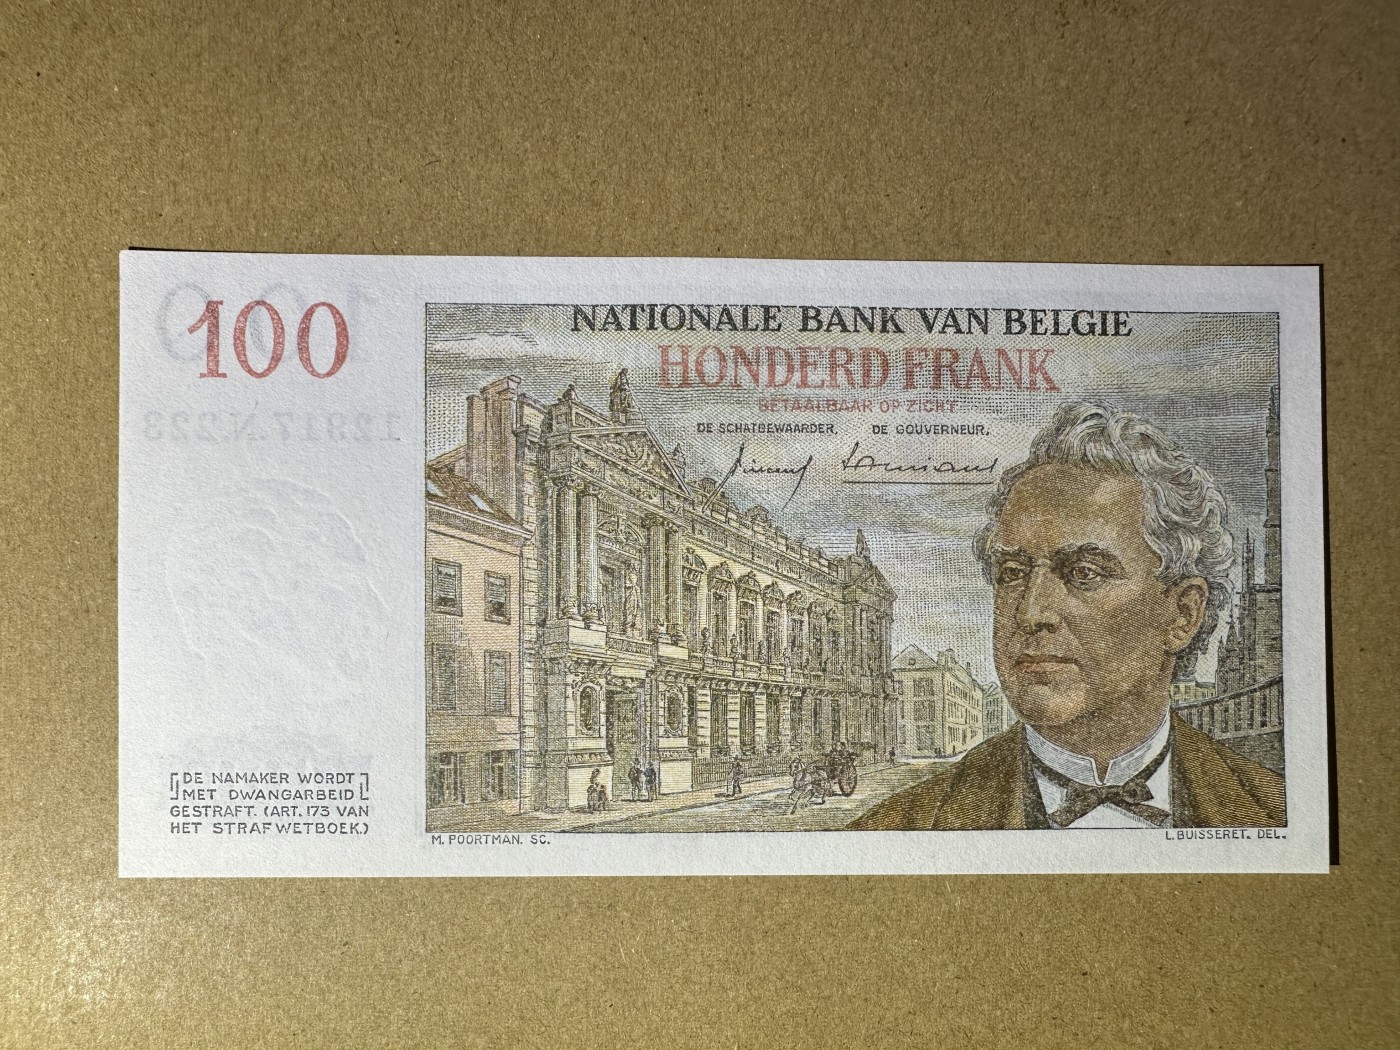 100
NATIONALE BANK VAN BELGIE
HONDERD FRANK
BETAALBAAR OP ZICHT
DE SCHATBEWAARDER, DE GOUVERNEUR,
DE NAMAKER WORDT
MET DWANGARBEID
GESTRAFT. (ART. 173 VAN
HET STRAFWETBOEK.)
M. POORTMAN. SC.
L. BUISSERET. DEL.